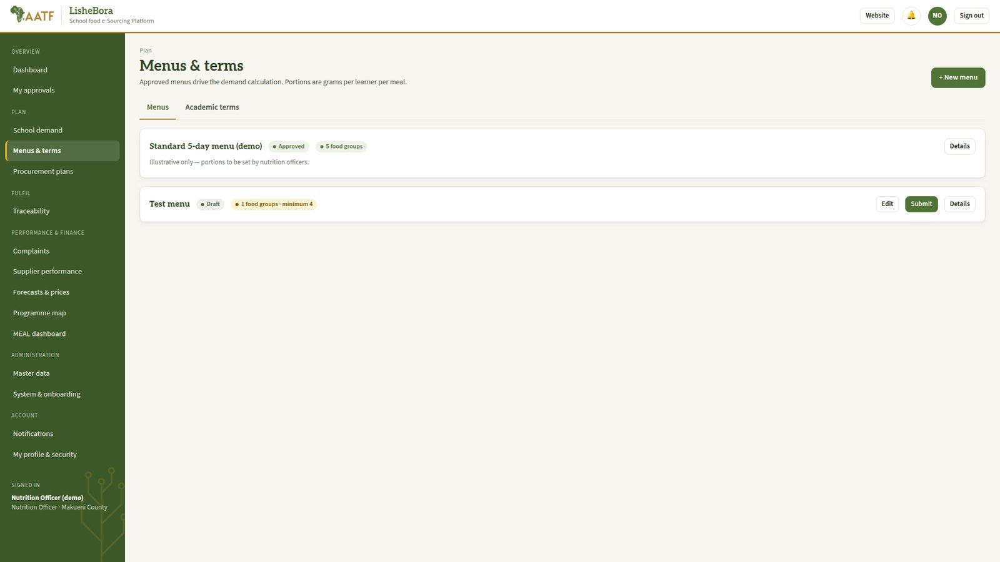 AATF
LisheBora
School food e-Sourcing Platform
Website
🔔
NO
Sign out
OVERVIEW
Dashboard
My approvals
PLAN
School demand
Menus & terms
Procurement plans
FULFIL
Traceability
PERFORMANCE & FINANCE
Complaints
Supplier performance
Forecasts & prices
Programme map
MEAL dashboard
ADMINISTRATION
Master data
System & onboarding
ACCOUNT
Notifications
My profile & security
SIGNED IN
Nutrition Officer (demo)
Nutrition Officer · Makueni County
Plan
Menus & terms
Approved menus drive the demand calculation. Portions are grams per learner per meal.
+ New menu
Menus
Academic terms
Standard 5-day menu (demo)
Approved
5 food groups
Details
Illustrative only — portions to be set by nutrition officers.
Test menu
Draft
1 food groups · minimum 4
Edit
Submit
Details